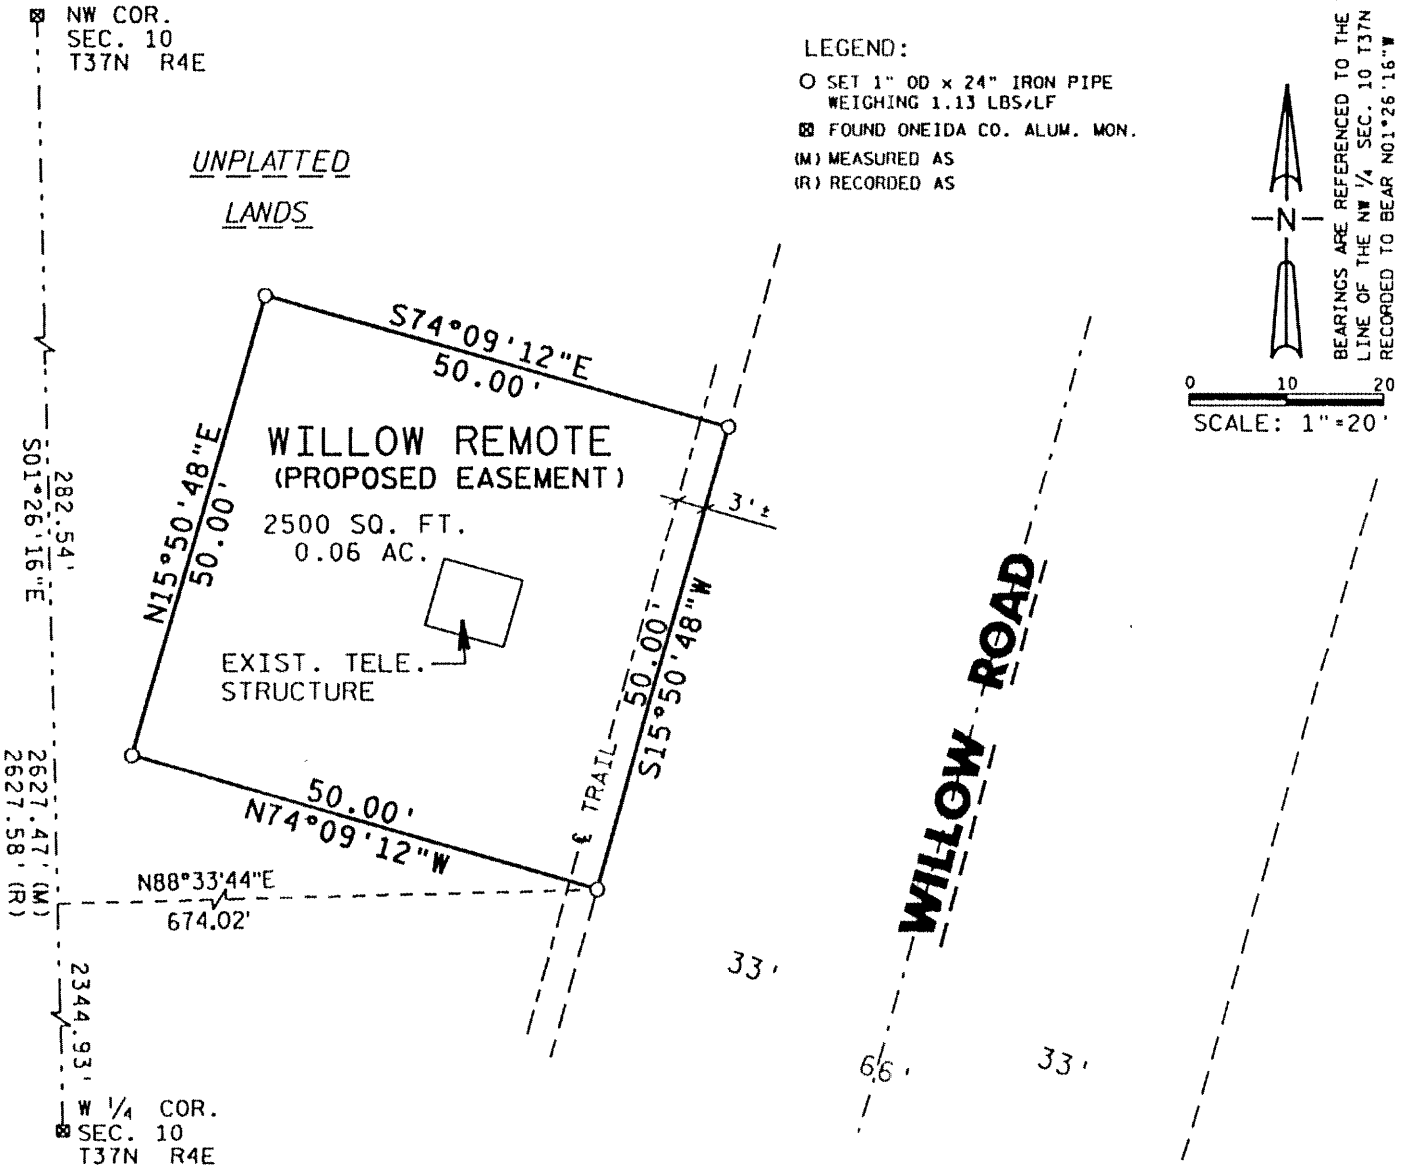 NW COR.
SEC. 10
T37N R4E
LEGEND:
O SET 1" OD x 24" IRON PIPE
WEIGHING 1.13 LBS/LF
FOUND ONEIDA CO. ALUM. MON.
(M) MEASURED AS
(R) RECORDED AS
BEARINGS ARE REFERENCED TO THE
LINE OF THE NW 1/4 SEC. 10 T37N
RECORDED TO BEAR N01°26'16"W
N
0 10 20
SCALE: 1"=20'
UNPLATTED
LANDS
S74°09'12"E
50.00'
WILLOW REMOTE
(PROPOSED EASEMENT)
2500 SQ. FT.
0.06 AC.
N15°50'48"E
50.00'
3'±
EXIST. TELE.
STRUCTURE
50.00'
S15°50'48"W
℄ TRAIL
50.00'
N74°09'12"W
282.54'
S01°26'16"E
2627.47' (M)
2627.58' (R)
N88°33'44"E
674.02'
2344.93'
WILLOW ROAD
33'
66'
33'
W 1/4 COR.
SEC. 10
T37N R4E